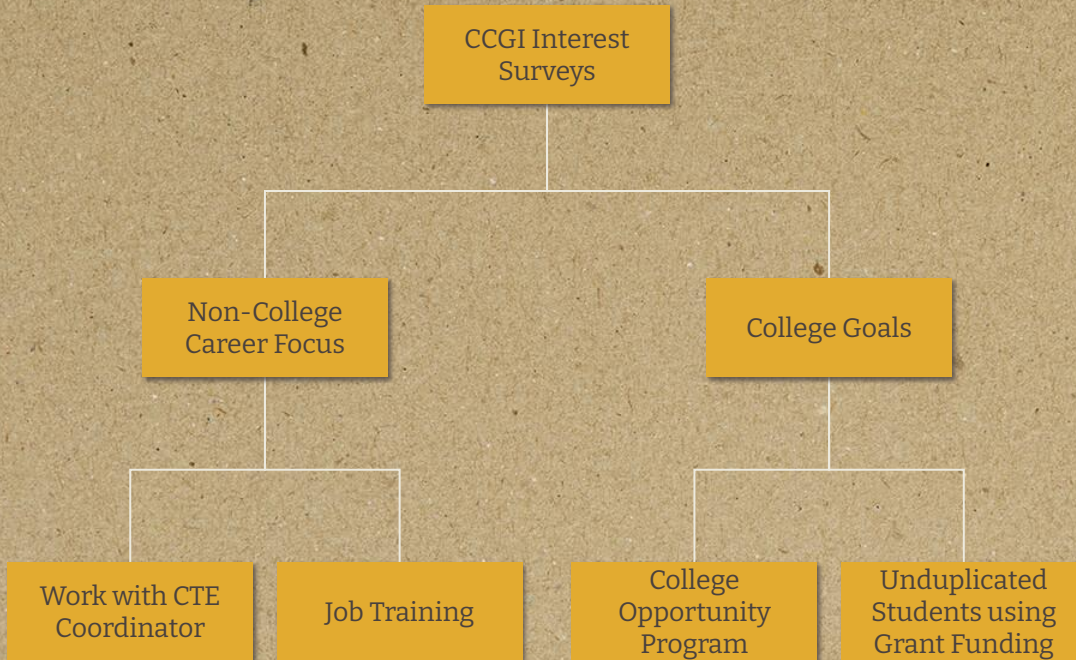 CCGI Interest
Surveys
Non-College
Career Focus
College Goals
Work with CTE
Coordinator
Job Training
College
Opportunity
Program
Unduplicated
Students using
Grant Funding